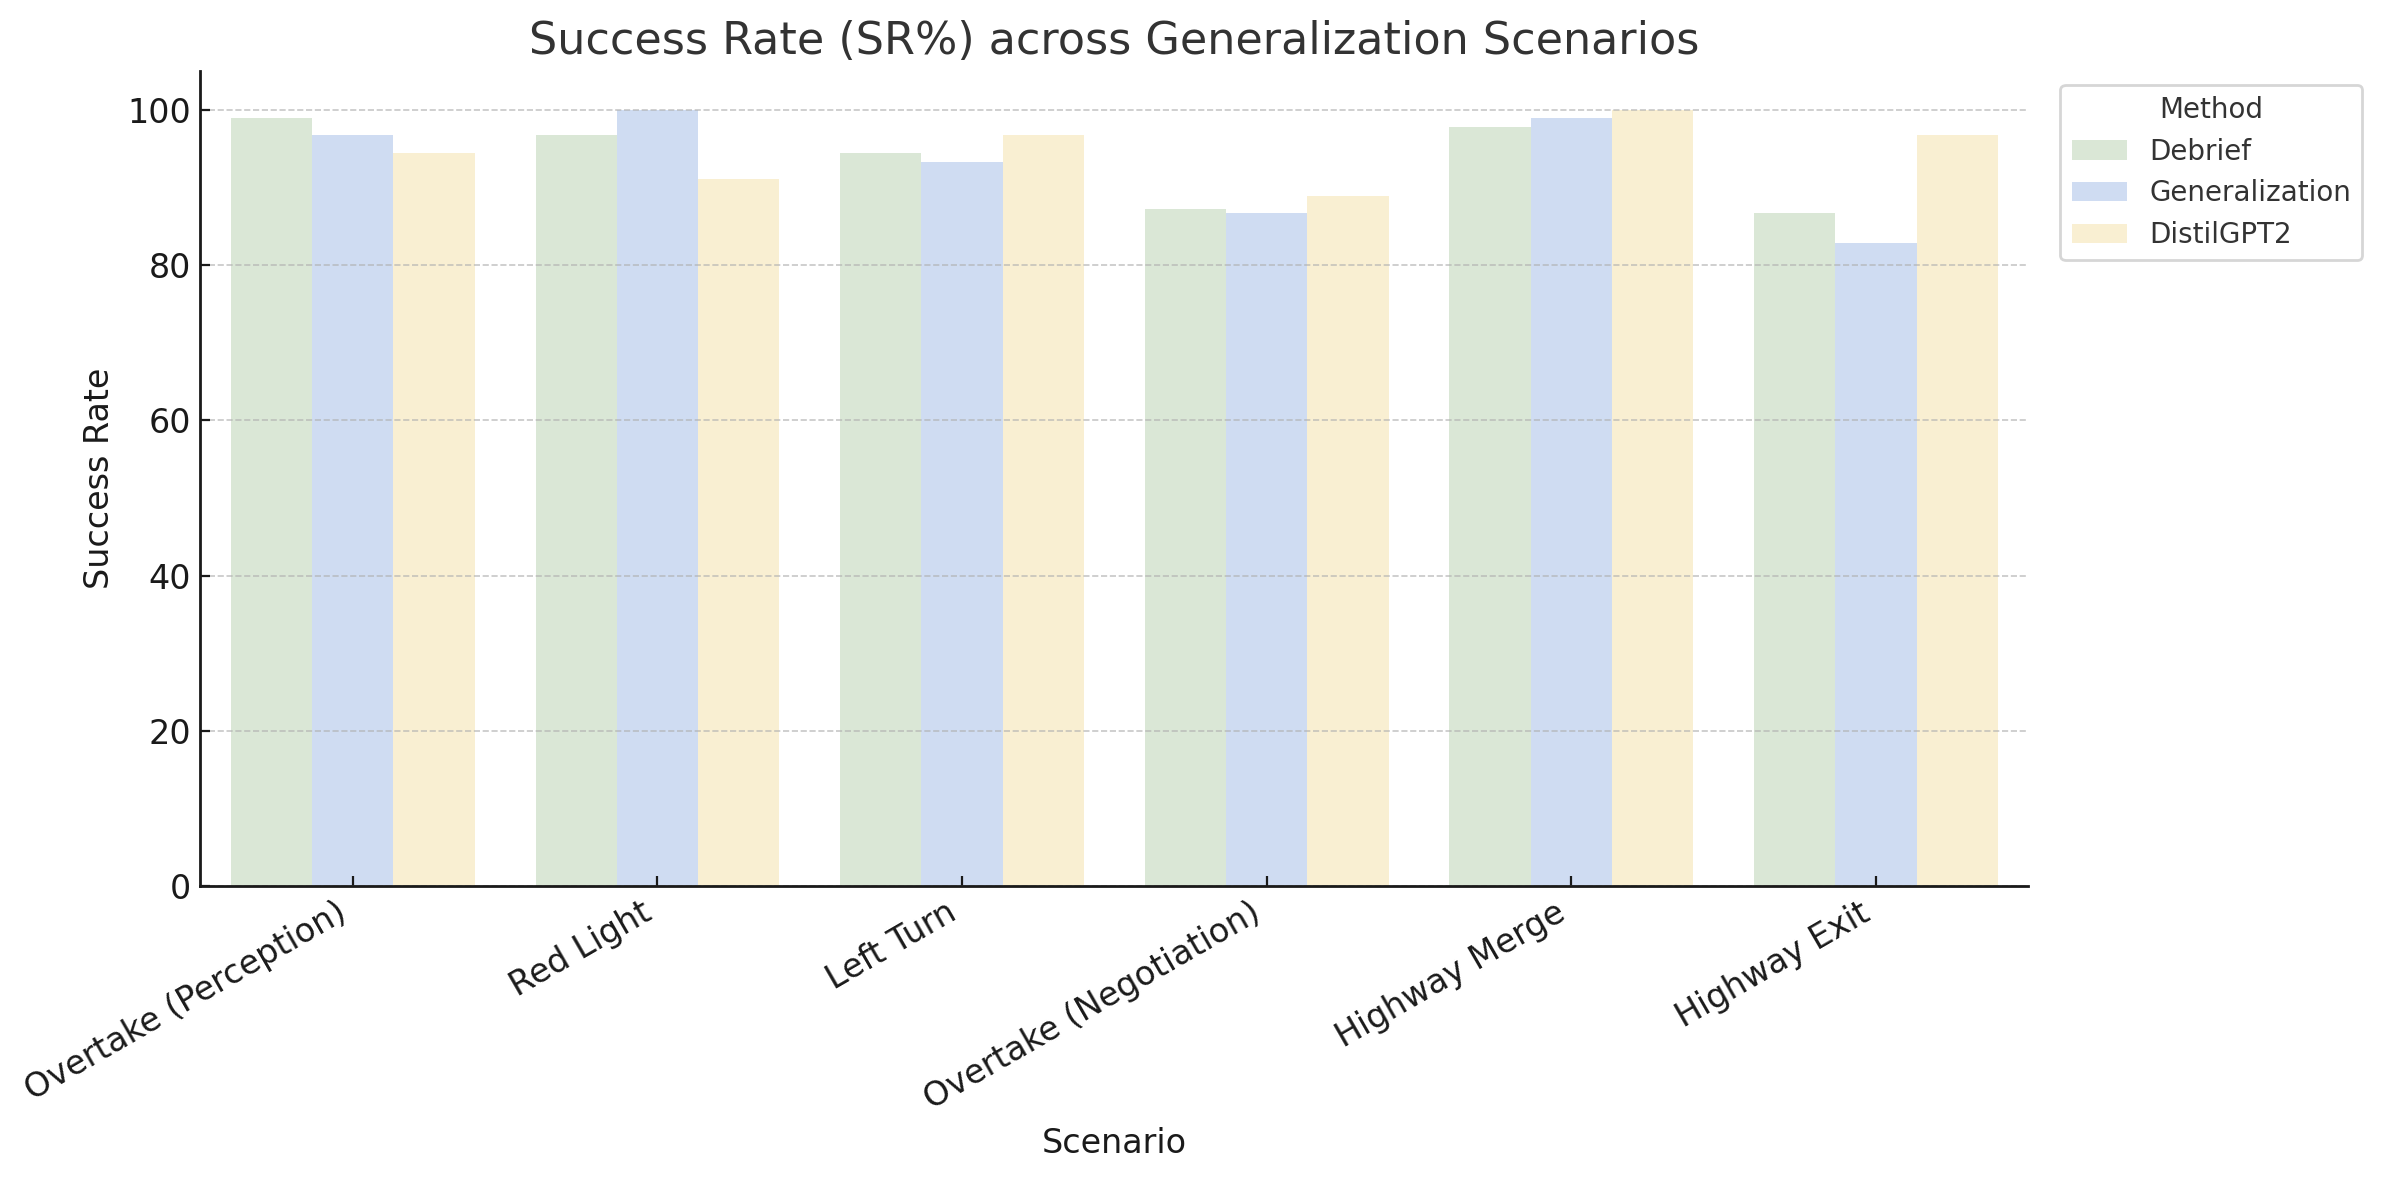 Success Rate (SR%) across Generalization Scenarios
Method
Debrief
Generalization
DistilGPT2
Success Rate
100
80
60
40
20
0
Overtake (Perception)
Red Light
Left Turn
Overtake (Negotiation)
Highway Merge
Highway Exit
Scenario